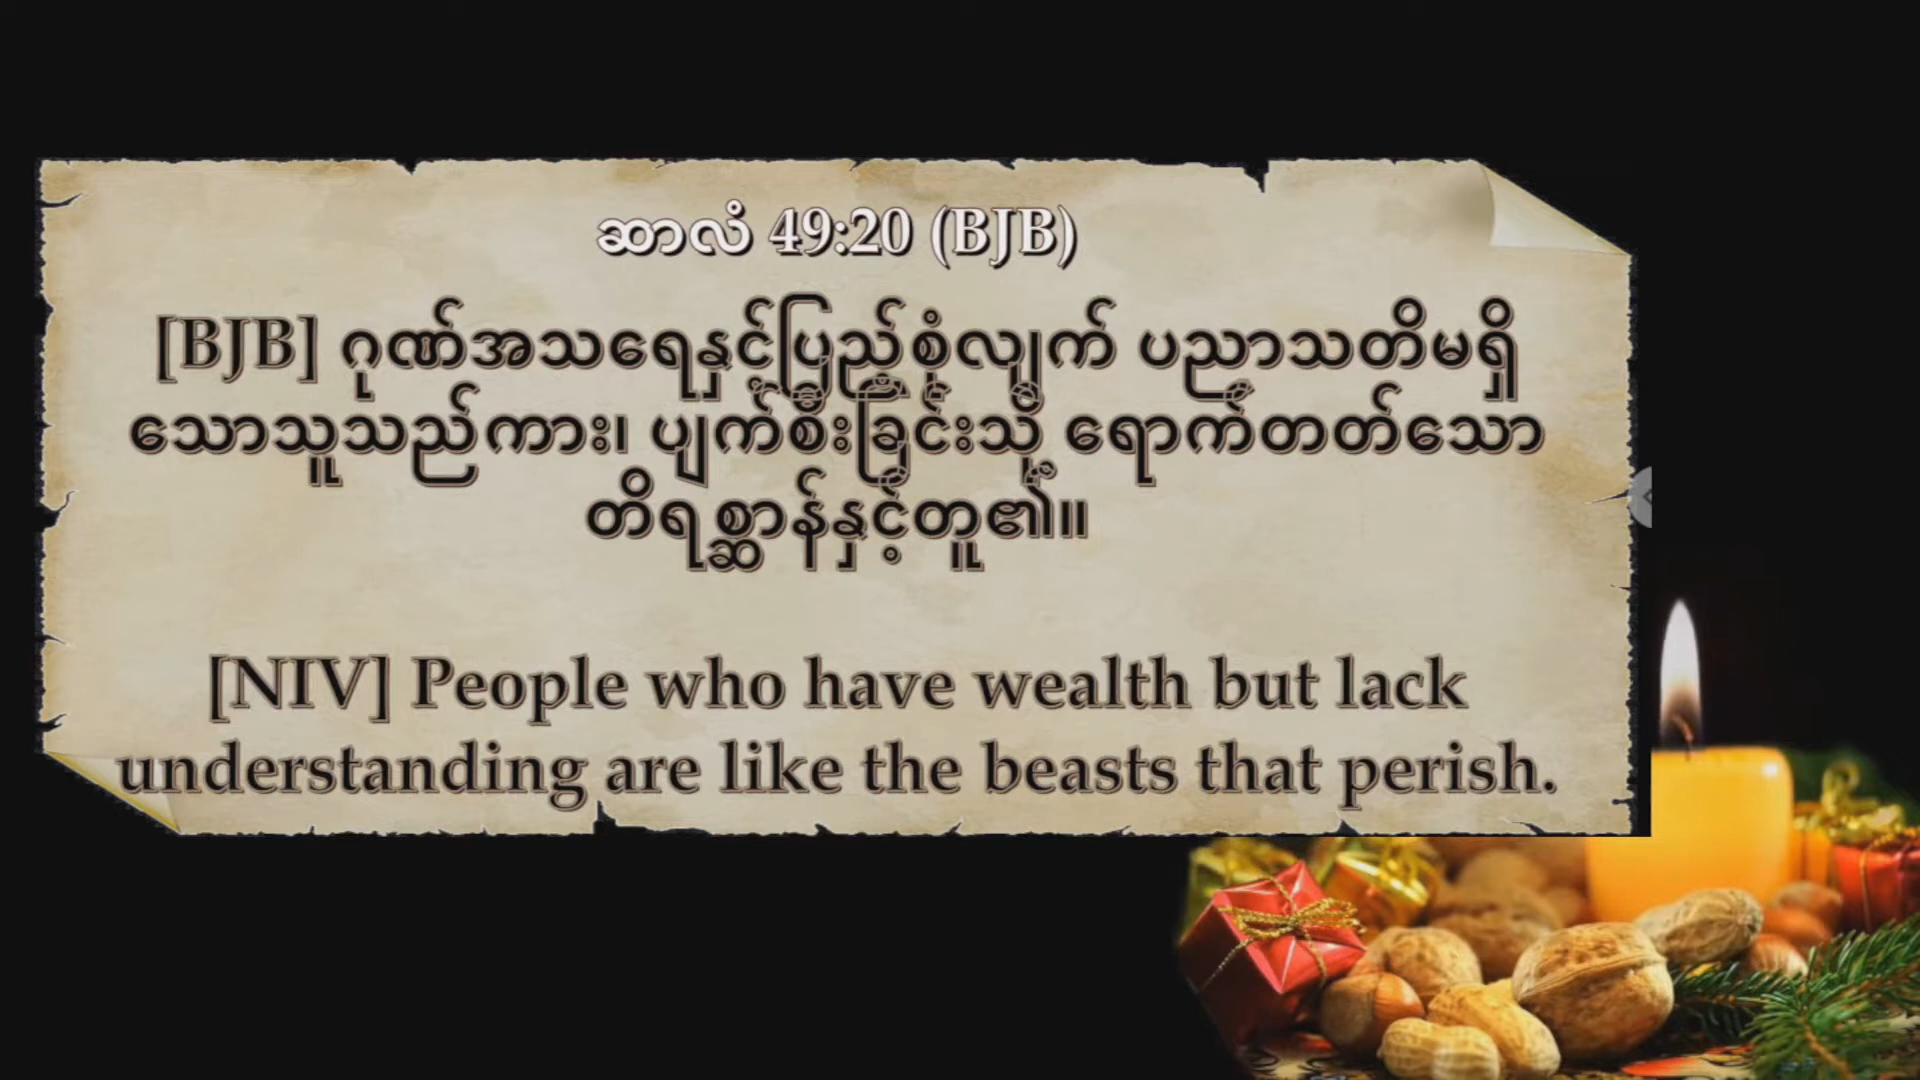 ဆာလံ 49:20 (BJB)
[BJB] ဂုဏ်အသရေနှင့်ပြည့်စုံလျက် ပညာသတိမရှိ
သောသူသည်ကား၊ ပျက်စီးခြင်းသို့ ရောက်တတ်သော
တိရစ္ဆာန်နှင့်တူ၏။
[NIV] People who have wealth but lack
understanding are like the beasts that perish.